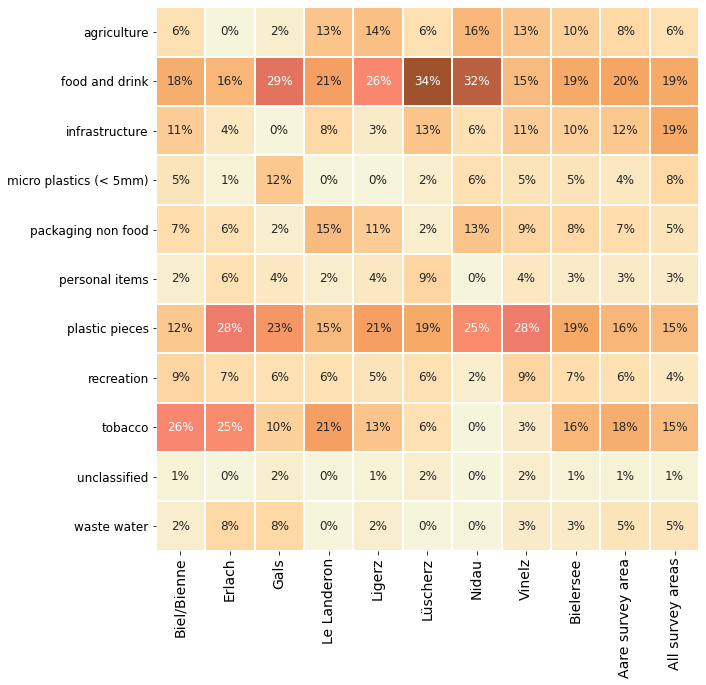 agriculture 6% 0% 2% 13% 14% 6% 16% 13% 10% 8% 6%
food and drink 18% 16% 29% 21% 26% 34% 32% 15% 19% 20% 19%
infrastructure 11% 4% 0% 8% 3% 13% 6% 11% 10% 12% 19%
micro plastics (< 5mm) 5% 1% 12% 0% 0% 2% 6% 5% 5% 4% 8%
packaging non food 7% 6% 2% 15% 11% 2% 13% 9% 8% 7% 5%
personal items 2% 6% 4% 2% 4% 9% 0% 4% 3% 3% 3%
plastic pieces 12% 28% 23% 15% 21% 19% 25% 28% 19% 16% 15%
recreation 9% 7% 6% 6% 5% 6% 2% 9% 7% 6% 4%
tobacco 26% 25% 10% 21% 13% 6% 0% 3% 16% 18% 15%
unclassified 1% 0% 2% 0% 1% 2% 0% 2% 1% 1% 1%
waste water 2% 8% 8% 0% 2% 0% 0% 3% 3% 5% 5%
Biel/Bienne
Erlach
Gals
Le Landeron
Ligerz
Lüscherz
Nidau
Vinelz
Bielersee
Aare survey area
All survey areas